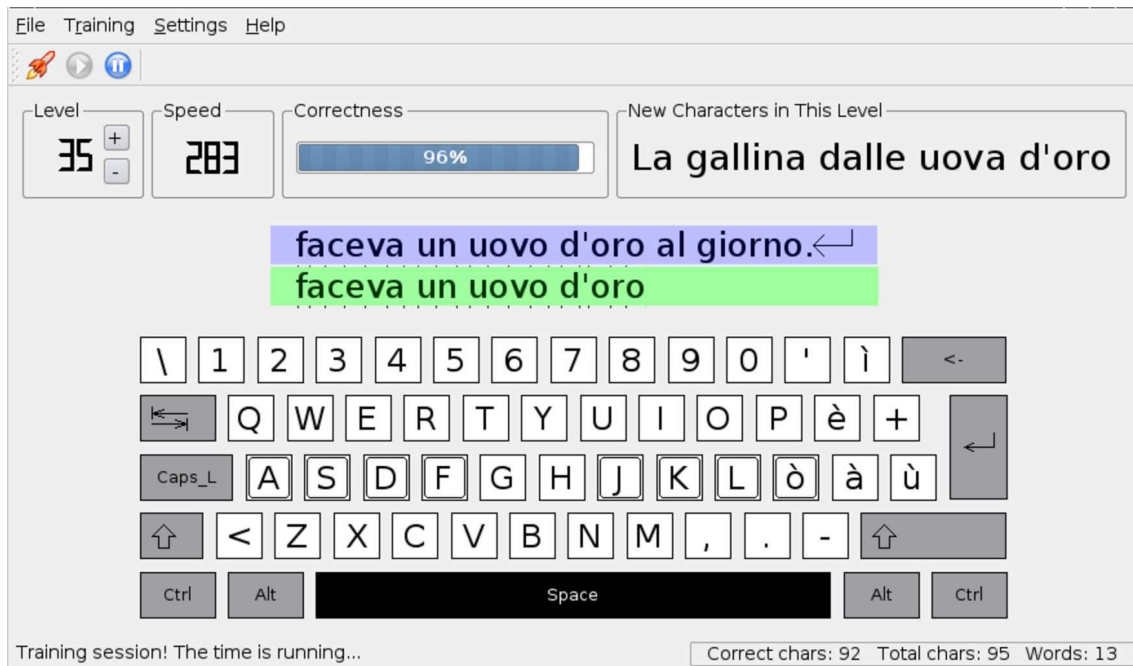 File Training Settings Help
Level Speed Correctness New Characters in This Level
35 + - 283 96% La gallina dalle uova d'oro
faceva un uovo d'oro al giorno.
faceva un uovo d'oro
\ 1 2 3 4 5 6 7 8 9 0 ' ì <-
Q W E R T Y U I O P è +
Caps_L A S D F G H J K L ò à ù
< Z X C V B N M , . -
Ctrl Alt Space Alt Ctrl
Training session! The time is running... Correct chars: 92 Total chars: 95 Words: 13